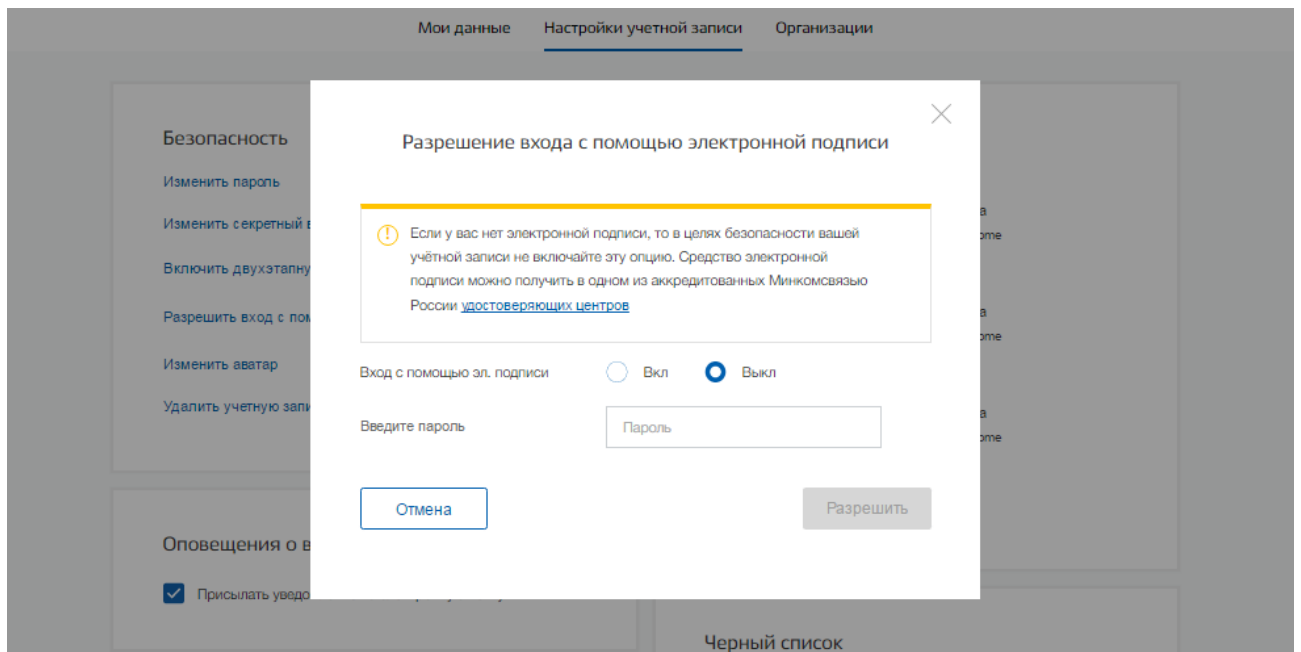 Мои данные Настройки учетной записи Организации
Безопасность
Изменить пароль
Изменить секретный
Включить двухэтапну
Разрешить вход с
Изменить аватар
Удалить учетную
Оповещения о
Присылать
Разрешение входа с помощью электронной подписи
Если у вас нет электронной подписи, то в целях безопасности вашей
учётной записи не включайте эту опцию. Средство электронной
подписи можно получить в одном из аккредитованных Минкомсвязью
России удостоверяющих центров
Вход с помощью эл. подписи Вкл Выкл
Введите пароль Пароль
Отмена Разрешить
Черный список